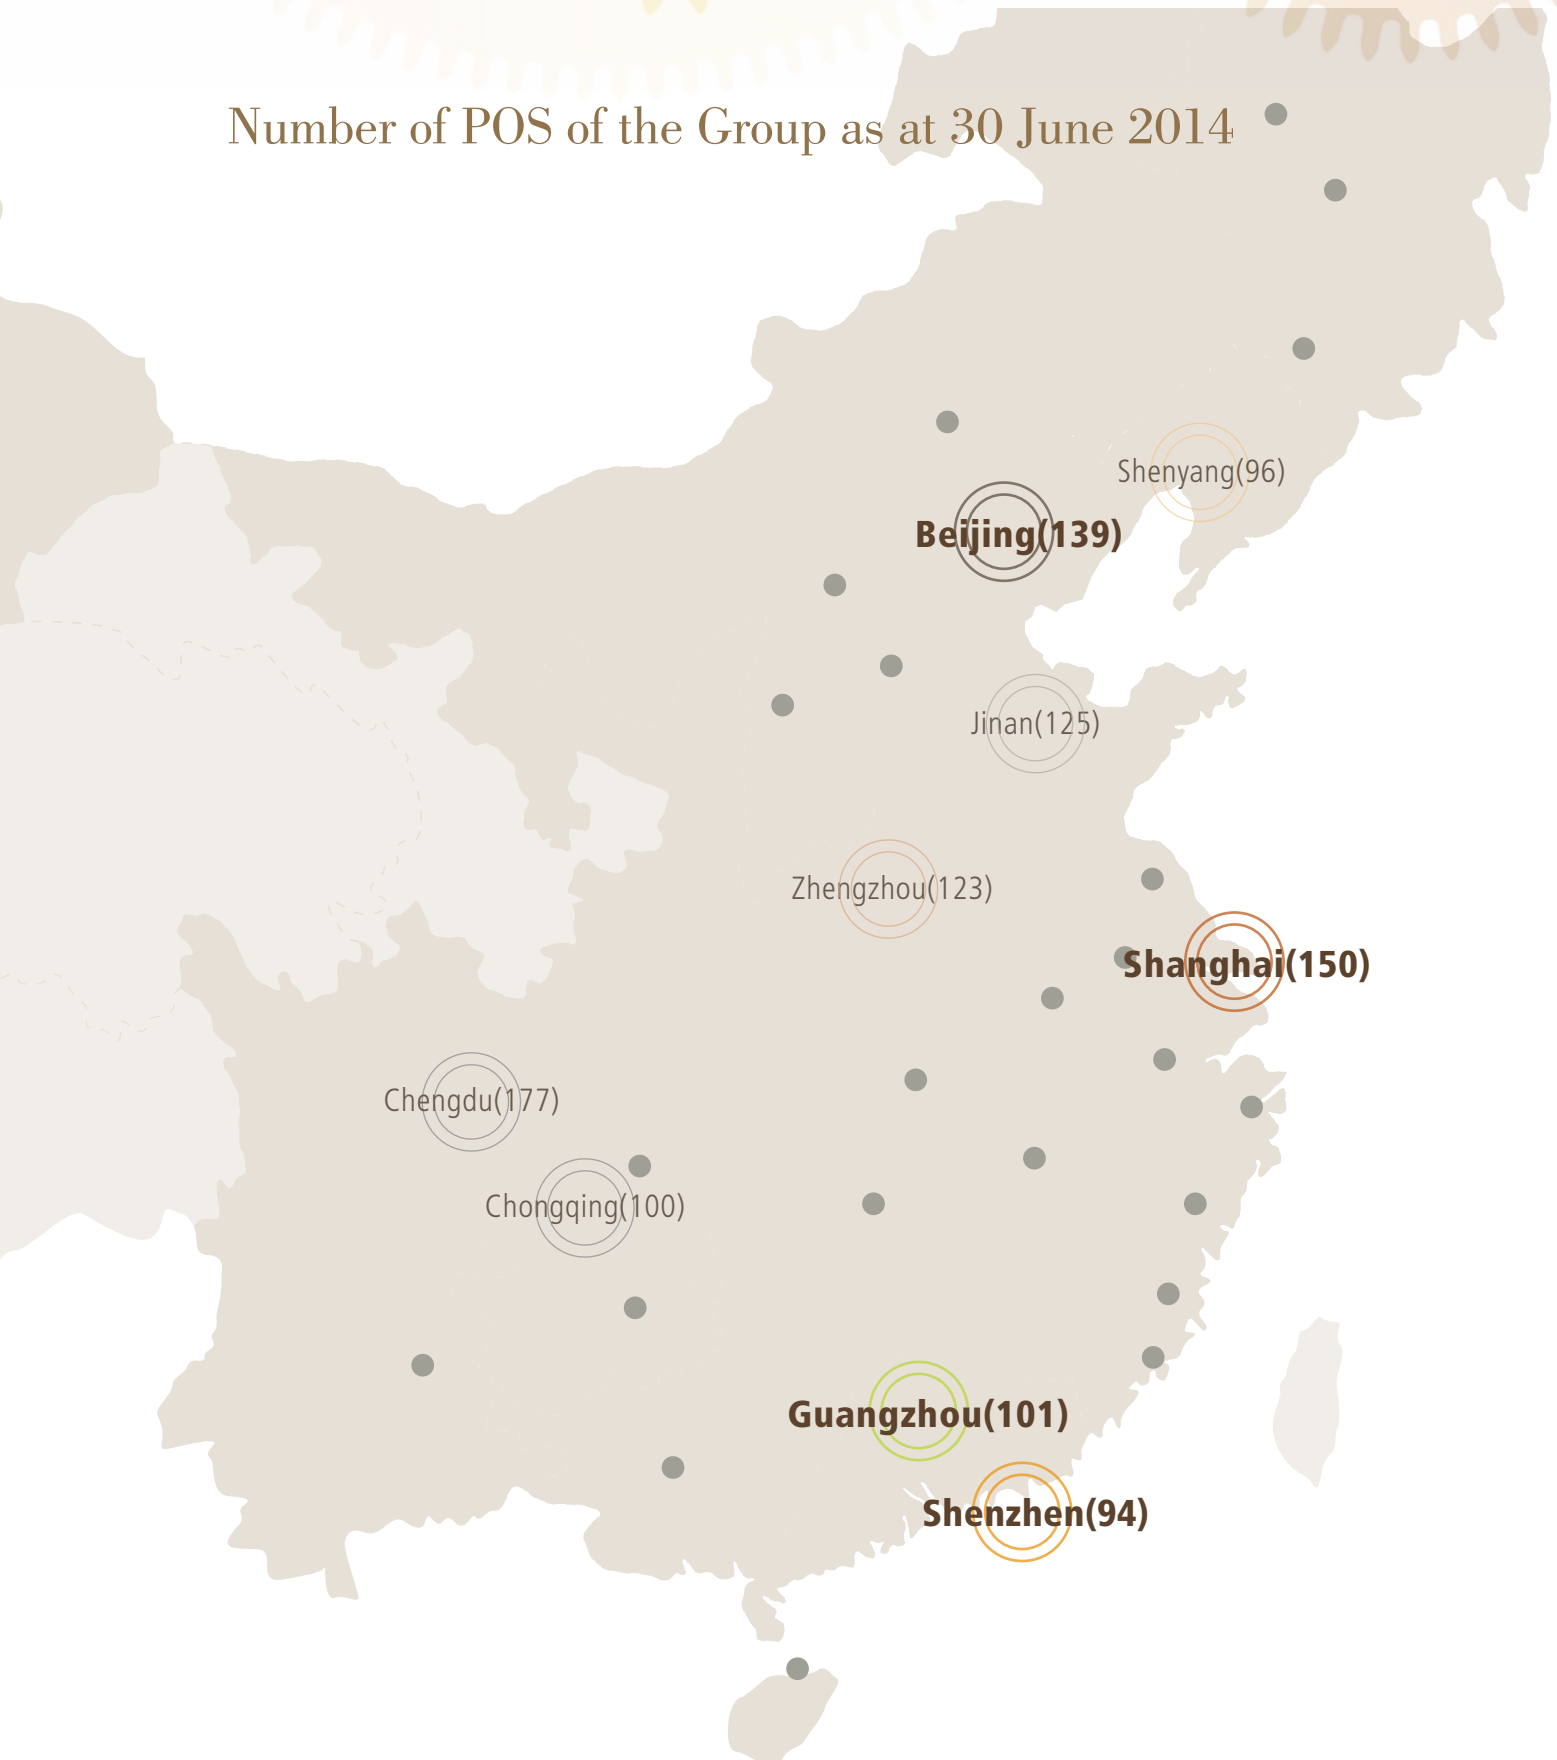 Number of POS of the Group as at 30 June 2014
Shenyang(96)
Beijing(139)
Jinan(125)
Zhengzhou(123)
Shanghai(150)
Chengdu(177)
Chongqing(100)
Guangzhou(101)
Shenzhen(94)